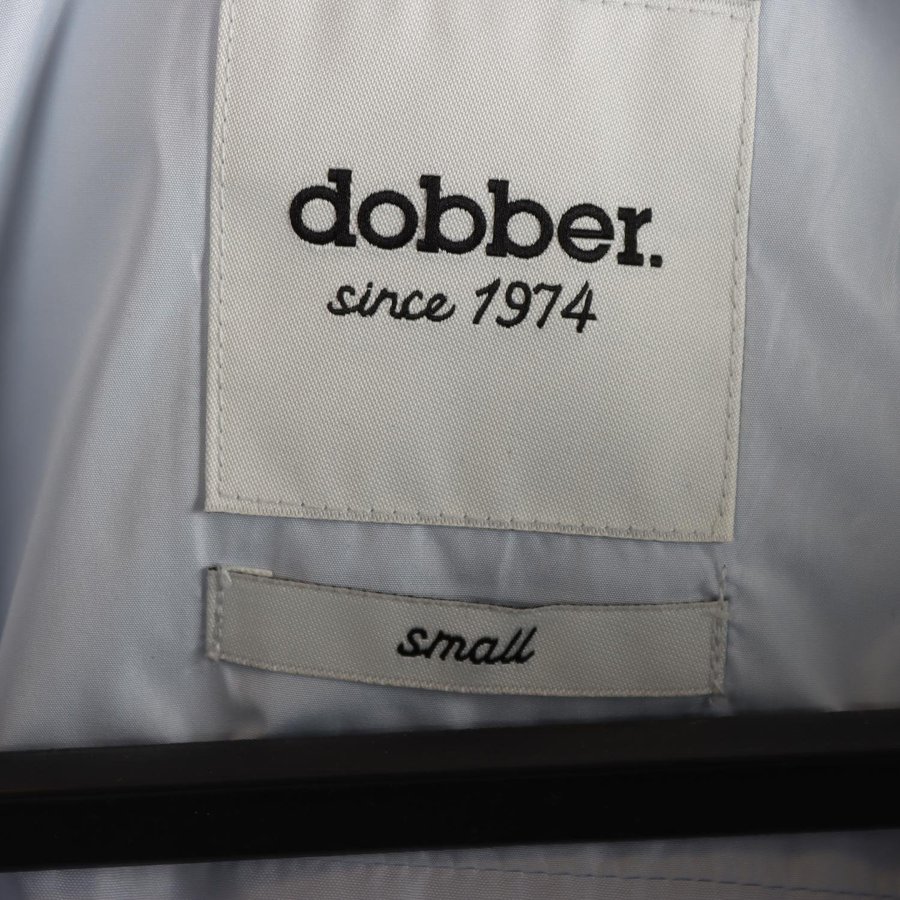 dobber.
since 1974
small